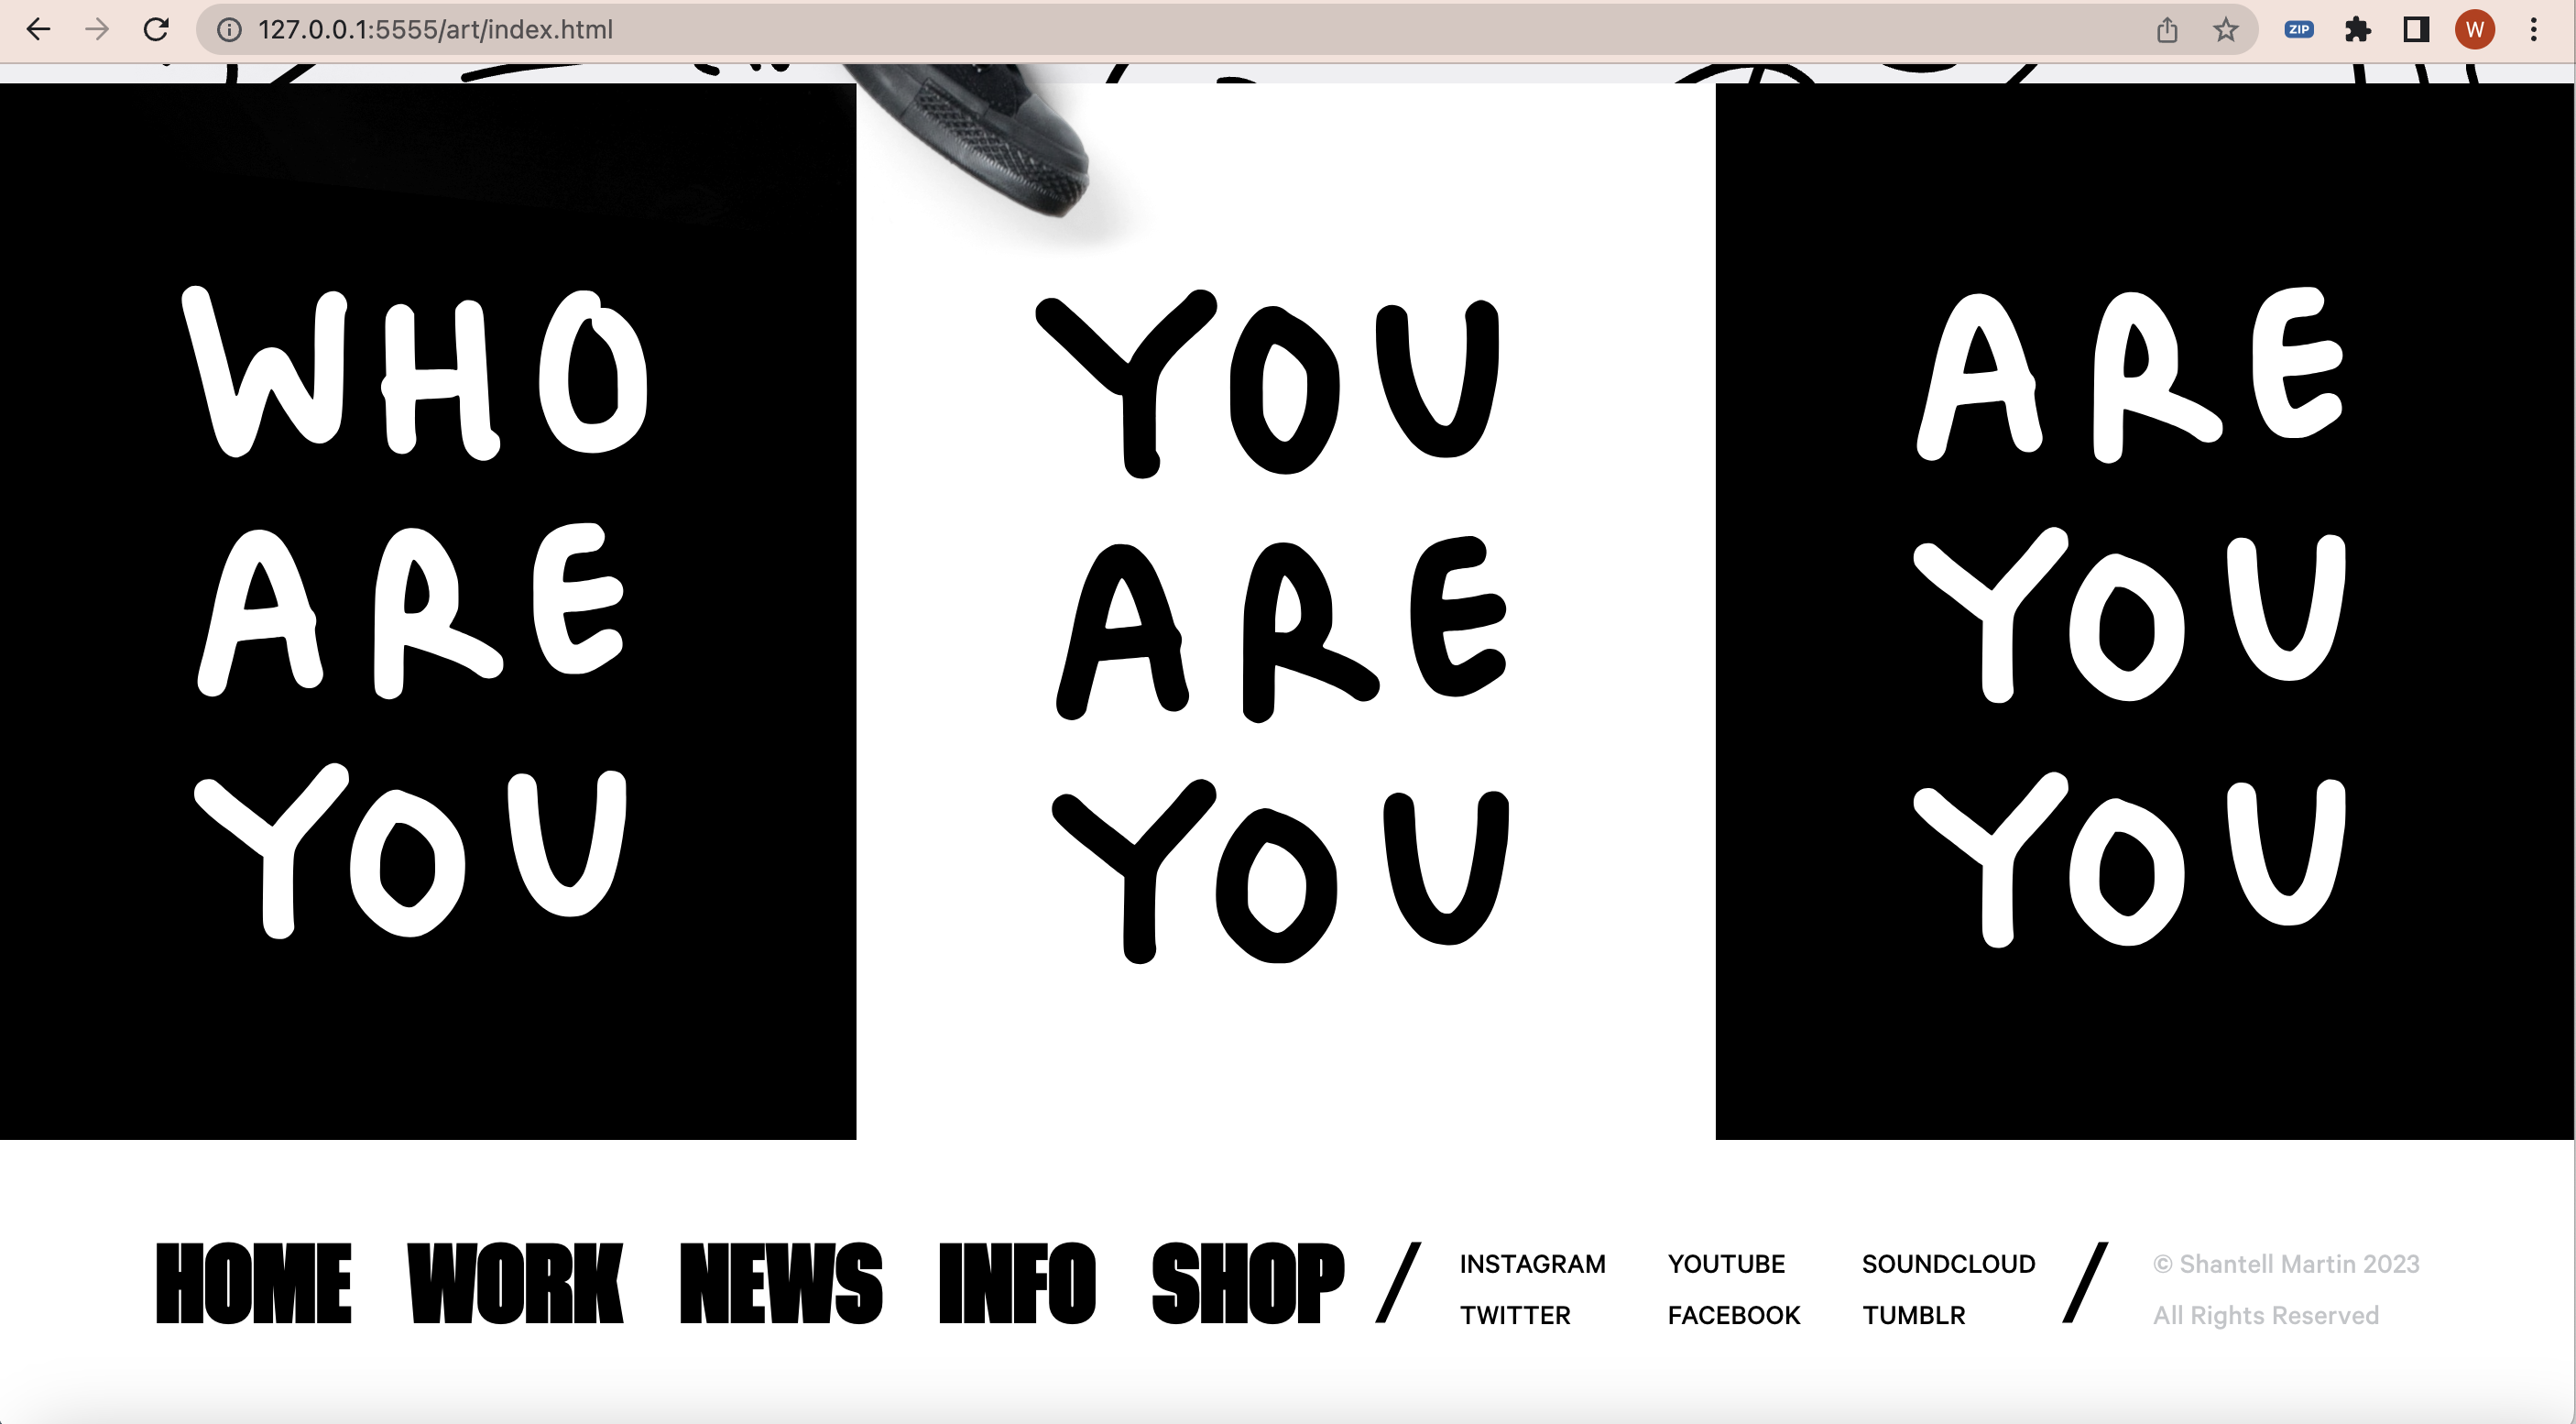 127.0.0.1:5555/art/index.html
ZIP
W
WHO
ARE
YOU
YOU
ARE
YOU
ARE
YOU
YOU
HOME WORK NEWS INFO SHOP /
INSTAGRAM YOUTUBE SOUNDCLOUD /
TWITTER FACEBOOK TUMBLR
© Shantell Martin 2023
All Rights Reserved